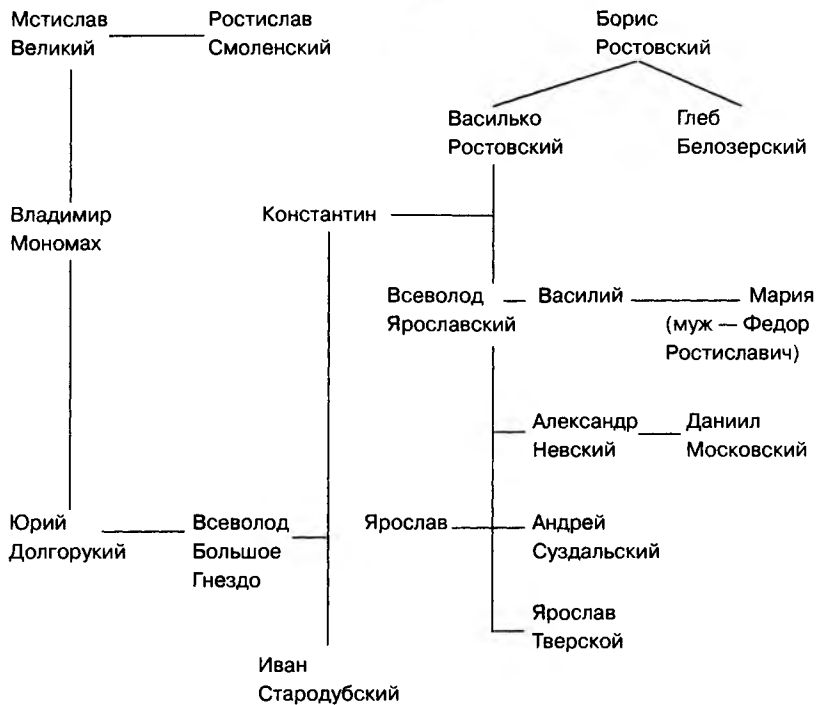 Мстислав
Великий
Ростислав
Смоленский
Борис
Ростовский
Василько
Ростовский
Глеб
Белозерский
Владимир
Мономах
Константин
Всеволод
Ярославский
Василий
Мария
(муж — Федор
Ростиславич)
Александр
Невский
Даниил
Московский
Юрий
Долгорукий
Всеволод
Большое
Гнездо
Ярослав
Андрей
Суздальский
Ярослав
Тверской
Иван
Стародубский